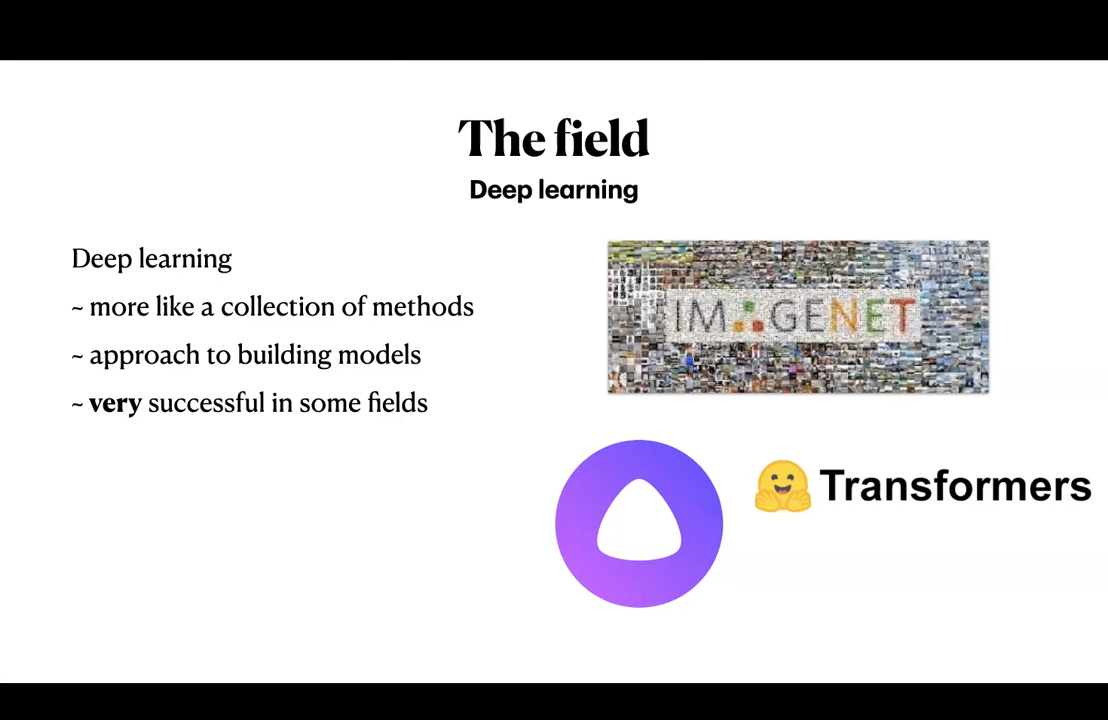 The field
Deep learning
Deep learning
~ more like a collection of methods
~ approach to building models
~ very successful in some fields
IMAGENET
Transformers